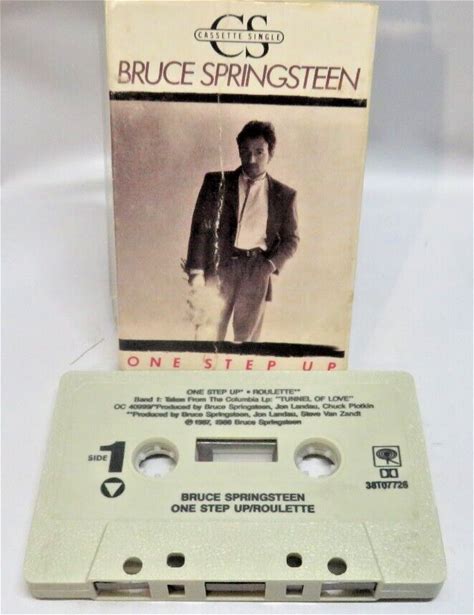 CS
CASSETTE SINGLE
BRUCE SPRINGSTEEN
ONE STEP UP
ONE STEP UP* • ROULETTE**
Band 1: Taken From The Columbia Lp: "TUNNEL OF LOVE"
OC 40999/*Produced by Bruce Springsteen, Jon Landau, Chuck Plotkin
**Produced by Bruce Springsteen, Jon Landau, Steve Van Zandt
℗ 1987, 1988 Bruce Springsteen
SIDE 1
38T07726
BRUCE SPRINGSTEEN
ONE STEP UP/ROULETTE